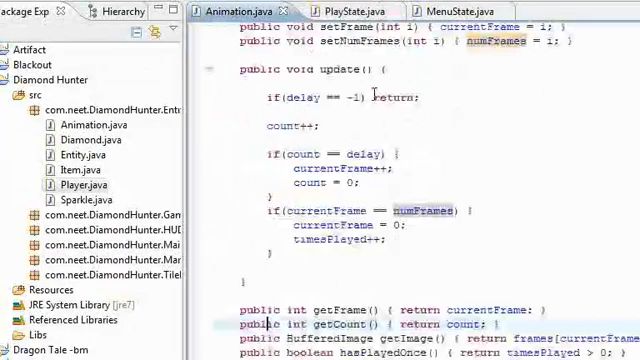 Package Exp
Hierarchy
Artifact
Blackout
Diamond Hunter
src
com.neet.DiamondHunter.Enti
Animation.java
Diamond.java
Entity.java
Item.java
Player.java
Sparkle.java
com.neet.DiamondHunter.Gam
com.neet.DiamondHunter.HUD
com.neet.DiamondHunter.Mai
com.neet.DiamondHunter.Mai
com.neet.DiamondHunter.Tile
Resources
JRE System Library [jre7]
Referenced Libraries
Libs
Dragon Tale -bm
Animation.java
PlayState.java
MenuState.java
public void setFrame(int i) { currentFrame = i; }
public void setNumFrames(int i) { numFrames = i; }
public void update() {
if(delay == -1) return;
count++;
if(count == delay) {
currentFrame++;
count = 0;
}
if(currentFrame == numFrames) {
currentFrame = 0;
timesPlayed++;
}
}
public int getFrame() { return currentFrame; }
public int getCount() { return count; }
public BufferedImage getImage() { return frames[currentFram
public boolean hasPlayedOnce() { return timesPlayed > 0; }